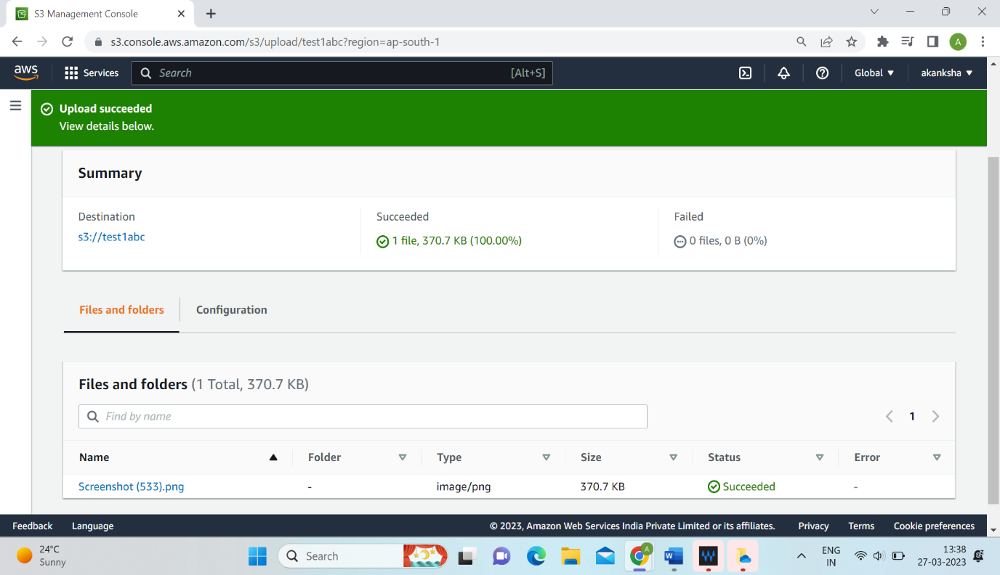 S3 Management Console
s3.console.aws.amazon.com/s3/upload/test1abc?region=ap-south-1
A
aws
Services
Search
[Alt+S]
Global
akanksha
Upload succeeded
View details below.
Summary
Destination
Succeeded
Failed
s3://test1abc
1 file, 370.7 KB (100.00%)
0 files, 0 B (0%)
Files and folders
Configuration
Files and folders (1 Total, 370.7 KB)
Find by name
1
Name
Folder
Type
Size
Status
Error
Screenshot (533).png
-
image/png
370.7 KB
Succeeded
-
Feedback
Language
© 2023, Amazon Web Services India Private Limited or its affiliates.
Privacy
Terms
Cookie preferences
24°C
Sunny
Search
A
W
ENG
IN
13:38
27-03-2023